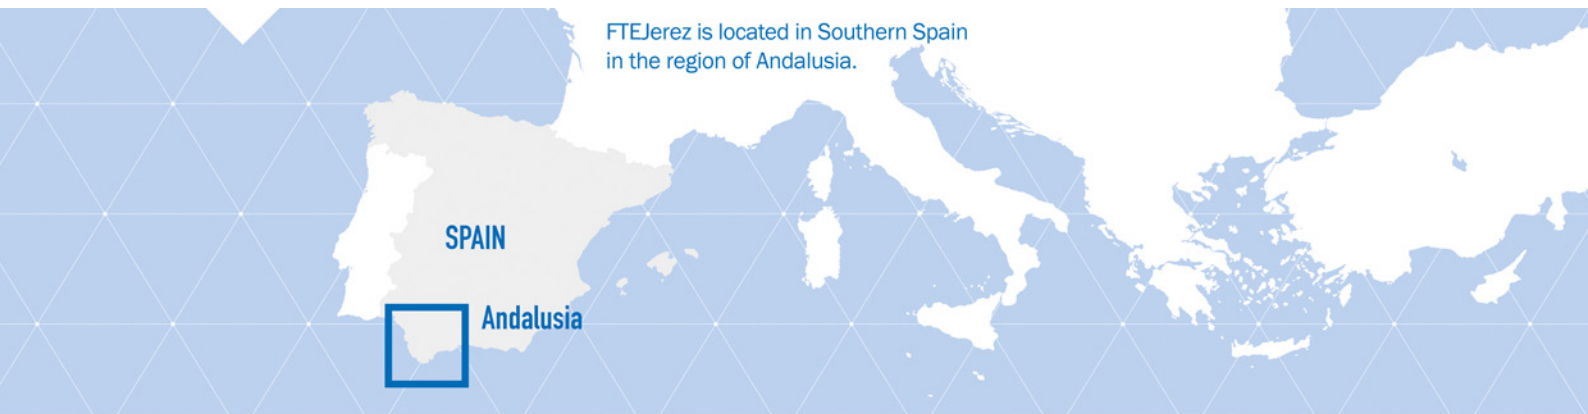 FTEJerez is located in Southern Spain
in the region of Andalusia.
SPAIN
Andalusia